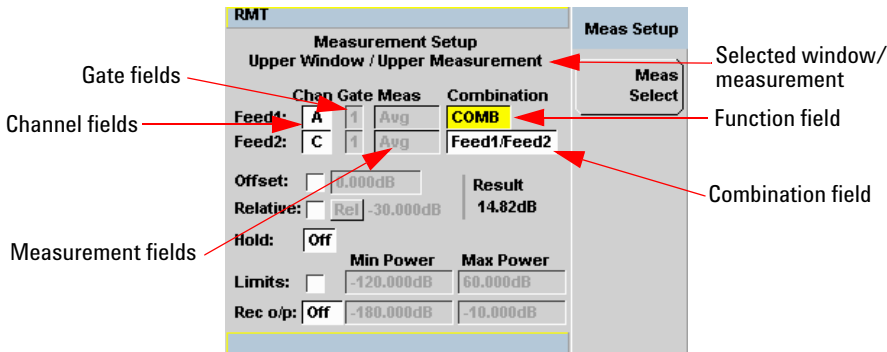 RMT
Meas Setup
Measurement Setup
Upper Window / Upper Measurement
Selected window/
measurement
Meas
Select
Gate fields
Chan Gate Meas Combination
Channel fields
Feed1: A 1 Avg COMB
Function field
Feed2: C 1 Avg Feed1/Feed2
Combination field
Offset: 0.000dB
Result
Relative: Rel -30.000dB
14.82dB
Measurement fields
Hold: Off
Min Power Max Power
Limits: -120.000dB 60.000dB
Rec o/p: Off -180.000dB -10.000dB